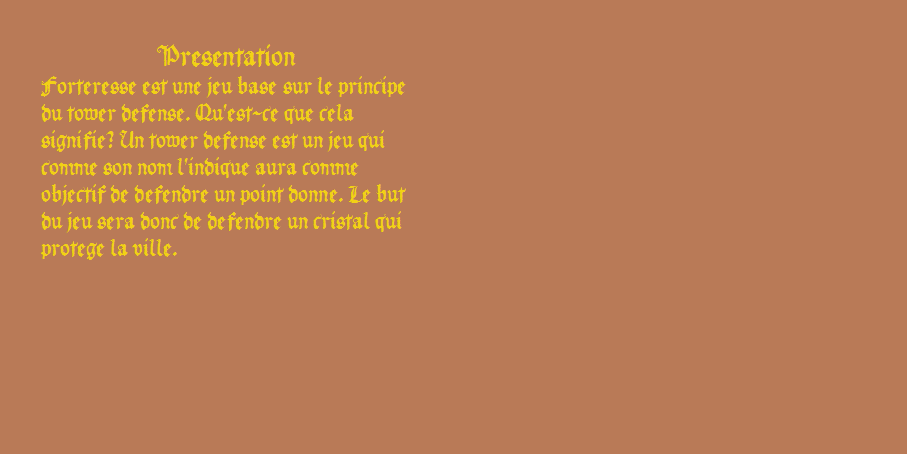 Presentation
Forteresse est une jeu base sur le principe
du tower defense. Qu'est-ce que cela
signifie? Un tower defense est un jeu qui
comme son nom l'indique aura comme
objectif de defendre un point donne. Le but
du jeu sera donc de defendre un cristal qui
protege la ville.